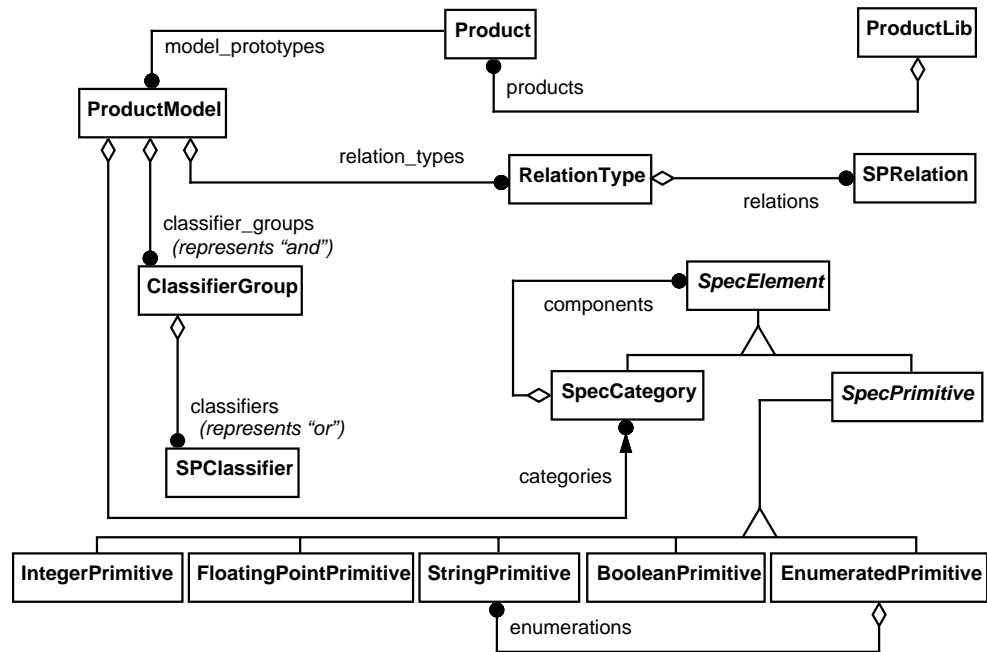 Product
ProductLib
model_prototypes
products
ProductModel
relation_types
RelationType
SPRelation
relations
classifier_groups
(represents “and”)
ClassifierGroup
SpecElement
components
SpecCategory
SpecPrimitive
classifiers
(represents “or”)
SPClassifier
categories
IntegerPrimitive
FloatingPointPrimitive
StringPrimitive
BooleanPrimitive
EnumeratedPrimitive
enumerations